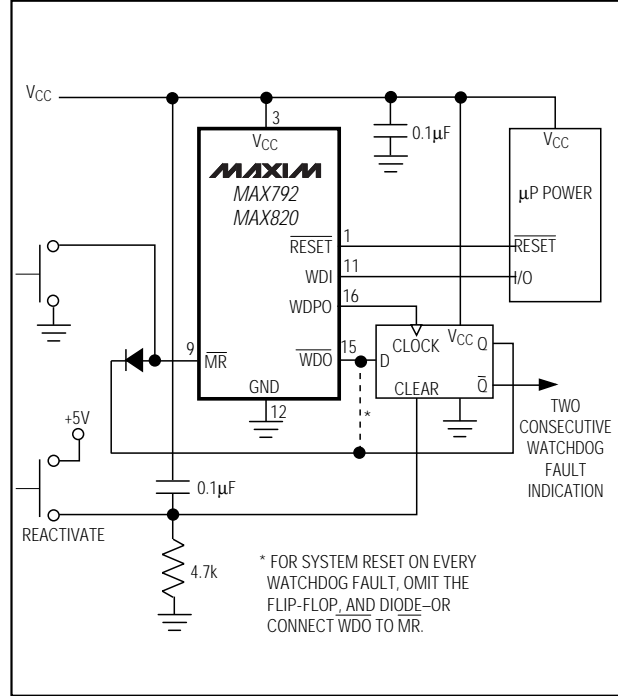 VCC
3
VCC
0.1µF
VCC
MAXIM
MAX792
MAX820
µP POWER
RESET
1
RESET
WDI
11
I/O
WDPO
16
9
MR
WDO
15
D
CLOCK
VCC
Q
CLEAR
Q
GND
12
*
+5V
TWO
CONSECUTIVE
WATCHDOG
FAULT
INDICATION
0.1µF
REACTIVATE
4.7k
* FOR SYSTEM RESET ON EVERY
WATCHDOG FAULT, OMIT THE
FLIP-FLOP, AND DIODE–OR
CONNECT WDO TO MR.